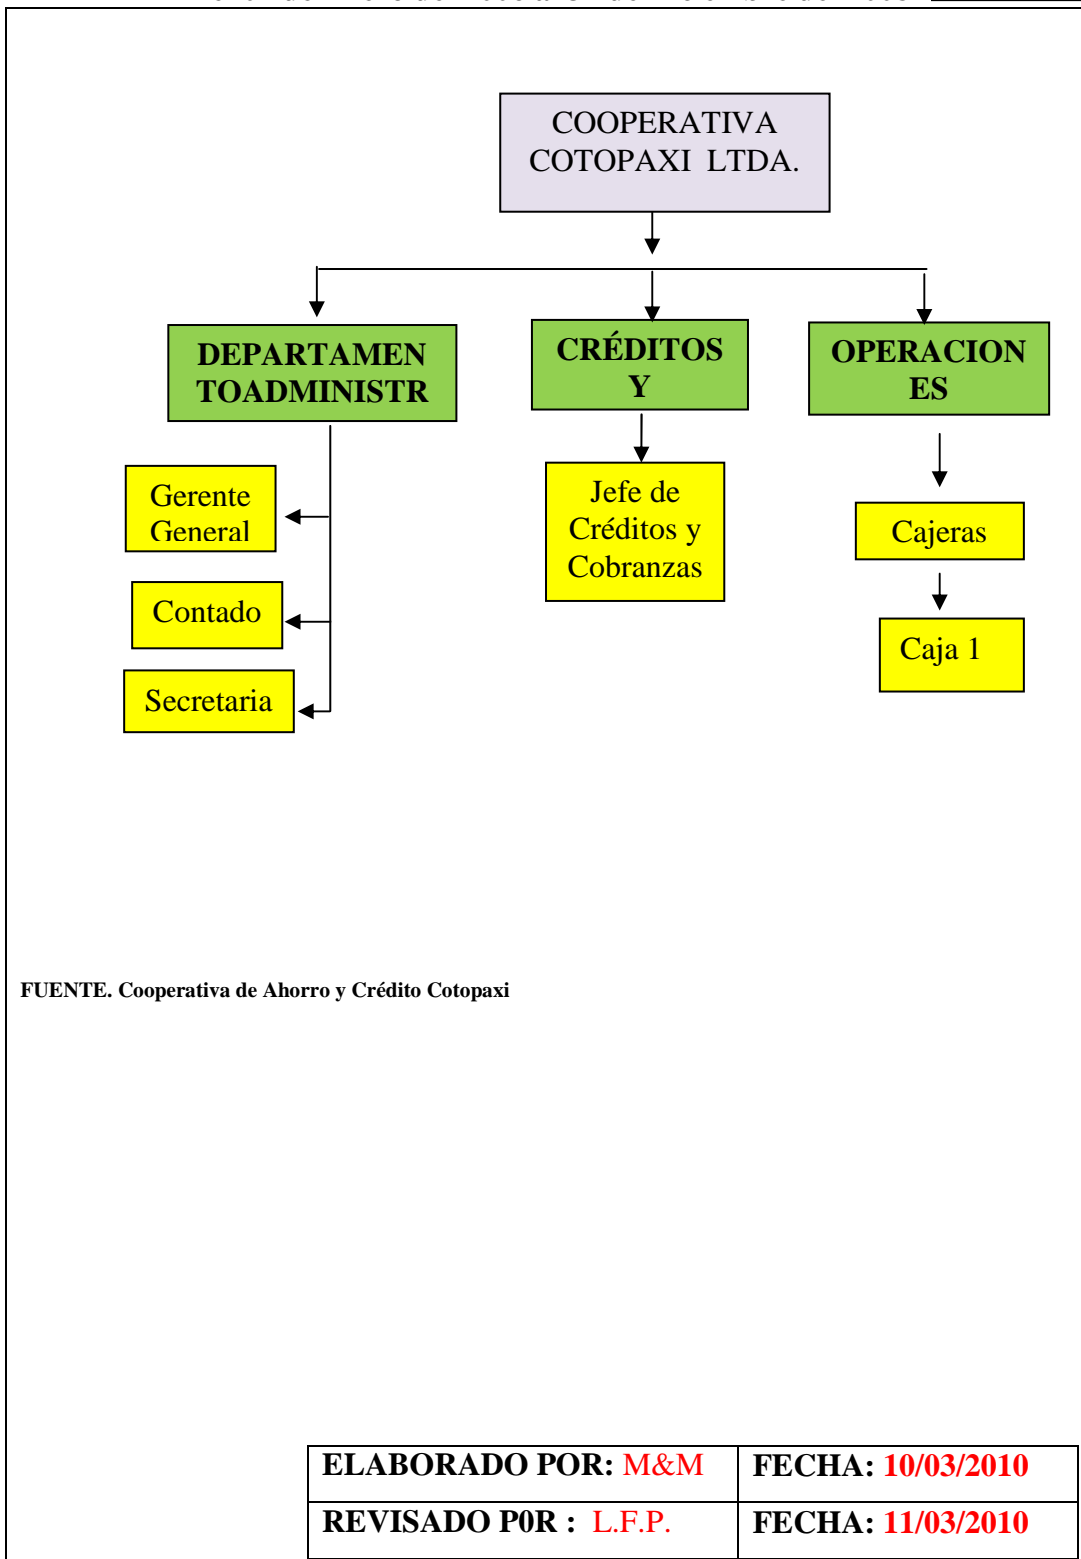 COOPERATIVA
COTOPAXI LTDA.
DEPARTAMEN
TOADMINISTR
CRÉDITOS
Y
OPERACION
ES
Gerente
General
Jefe de
Créditos y
Cobranzas
Cajeras
Contado
Caja 1
Secretaria
FUENTE. Cooperativa de Ahorro y Crédito Cotopaxi
ELABORADO POR: M&M FECHA: 10/03/2010
REVISADO P0R : L.F.P. FECHA: 11/03/2010